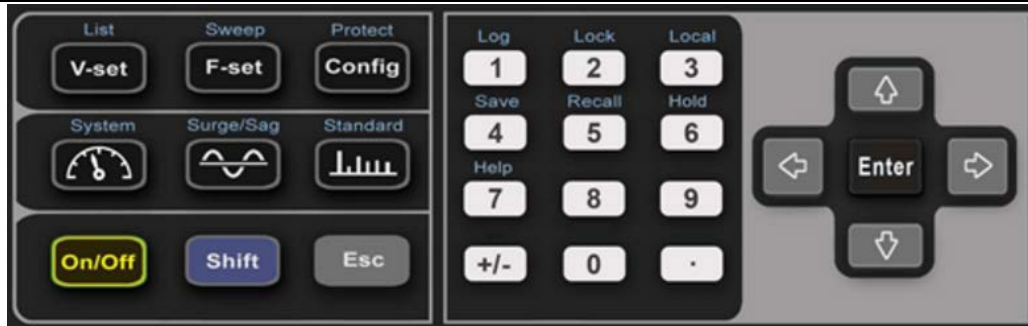 List Sweep Protect
V-set F-set Config
System Surge/Sag Standard
On/Off Shift Esc
Log Lock Local
1 2 3
Save Recall Hold
4 5 6
Help
7 8 9
+/- 0 .
Enter